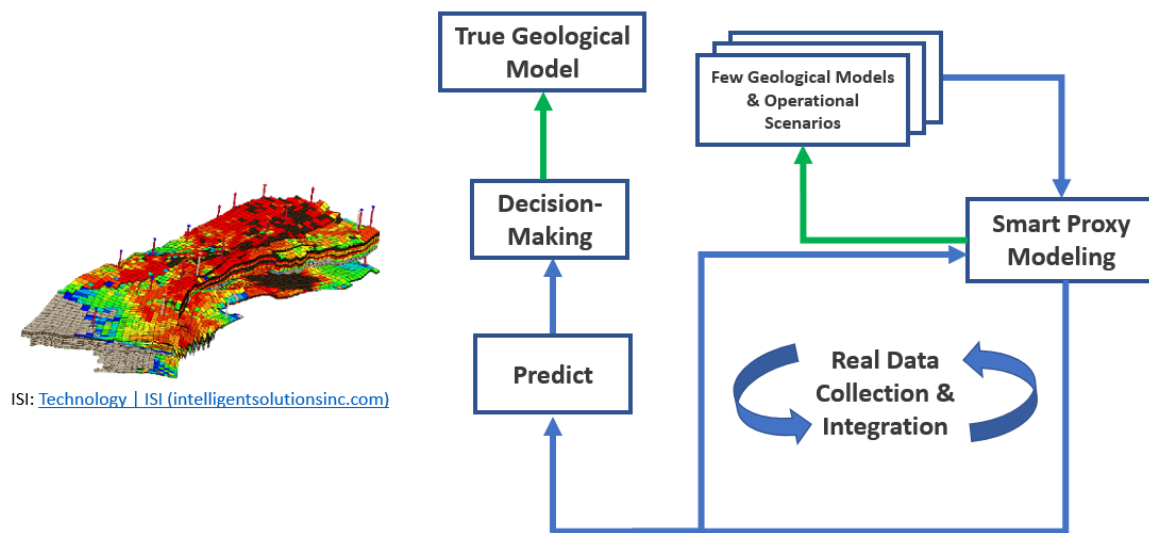 True Geological
Model
Few Geological Models
& Operational
Scenarios
Decision-
Making
Smart Proxy
Modeling
Predict
Real Data
Collection &
Integration
ISI: Technology | ISI (intelligentsolutionsinc.com)